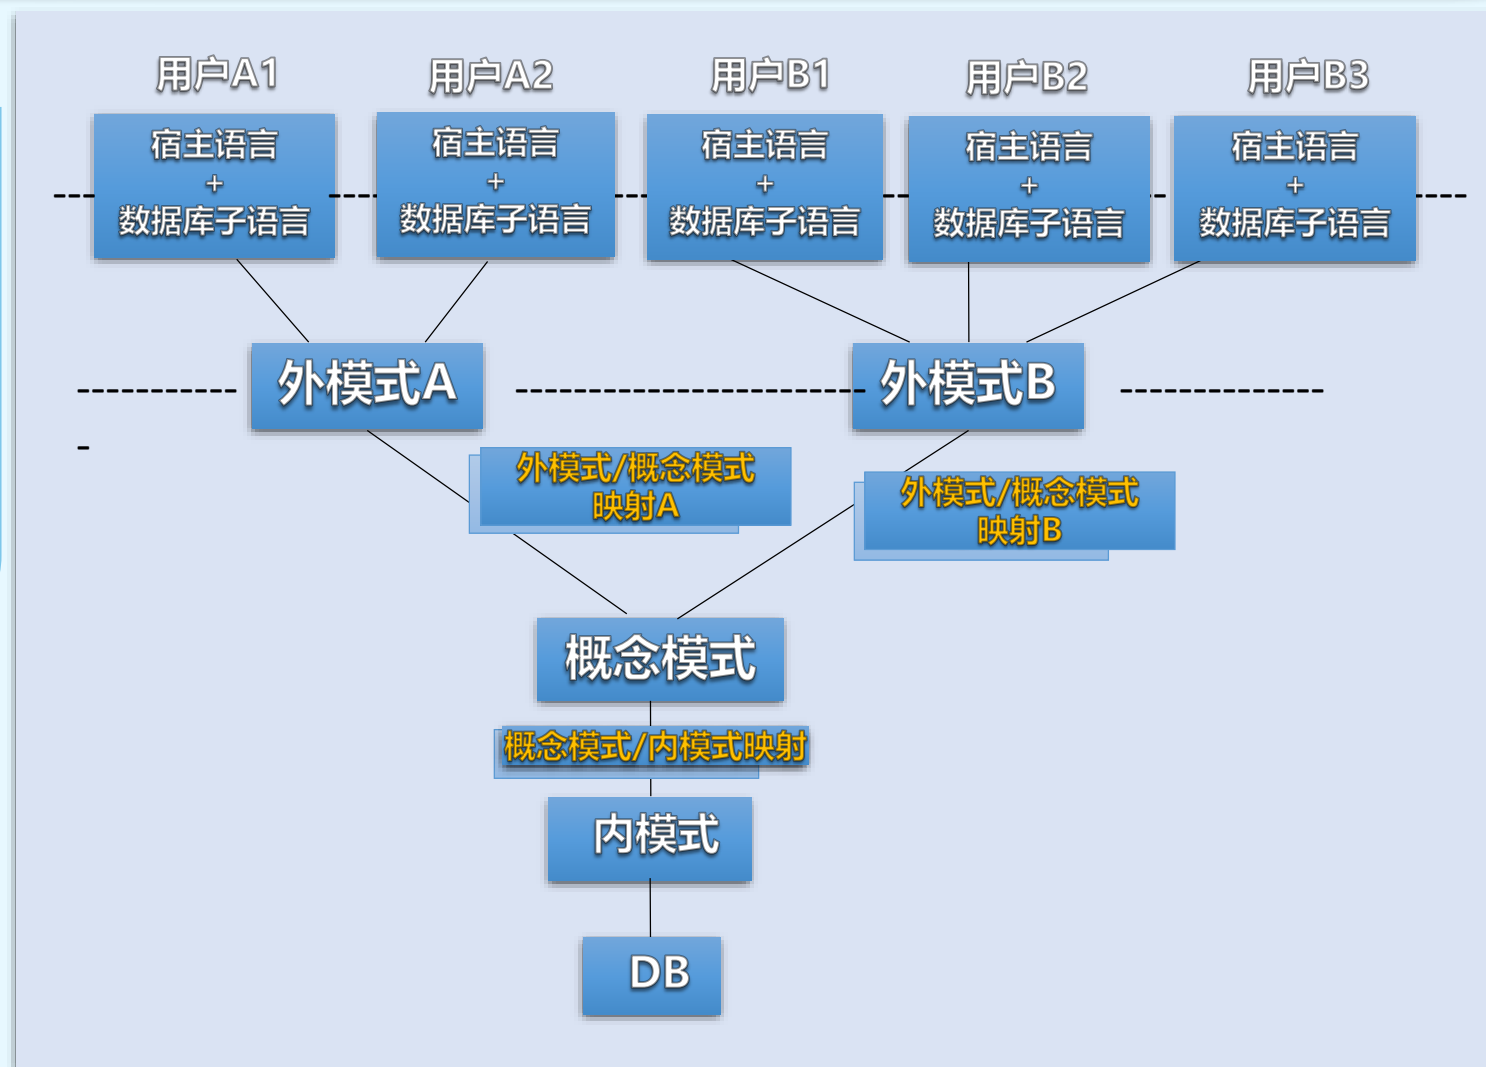 用户A1
用户A2
用户B1
用户B2
用户B3
宿主语言
+
数据库子语言
宿主语言
+
数据库子语言
宿主语言
+
数据库子语言
宿主语言
+
数据库子语言
宿主语言
+
数据库子语言
外模式A
外模式B
外模式/概念模式
映射A
外模式/概念模式
映射B
概念模式
概念模式/内模式映射
内模式
DB